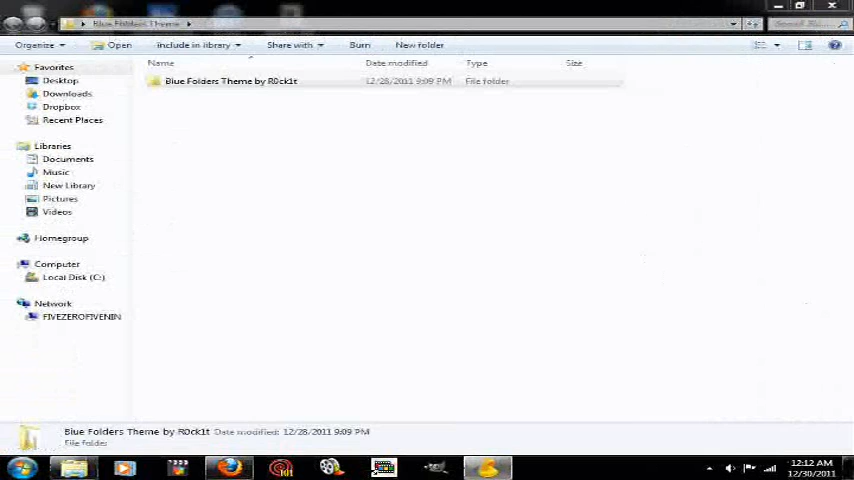 Blue Folders Theme
Organize Open Include in library Share with Burn New folder
Name Date modified Type Size
Blue Folders Theme by R0ck1t 12/28/2011 9:09 PM File folder
Favorites
Desktop
Downloads
Dropbox
Recent Places
Libraries
Documents
Music
New Library
Pictures
Videos
Homegroup
Computer
Local Disk (C:)
Network
FIVEZEROFIVENIN
Blue Folders Theme by R0ck1t Date modified: 12/28/2011 9:09 PM
File folder
12:12 AM
12/30/2011